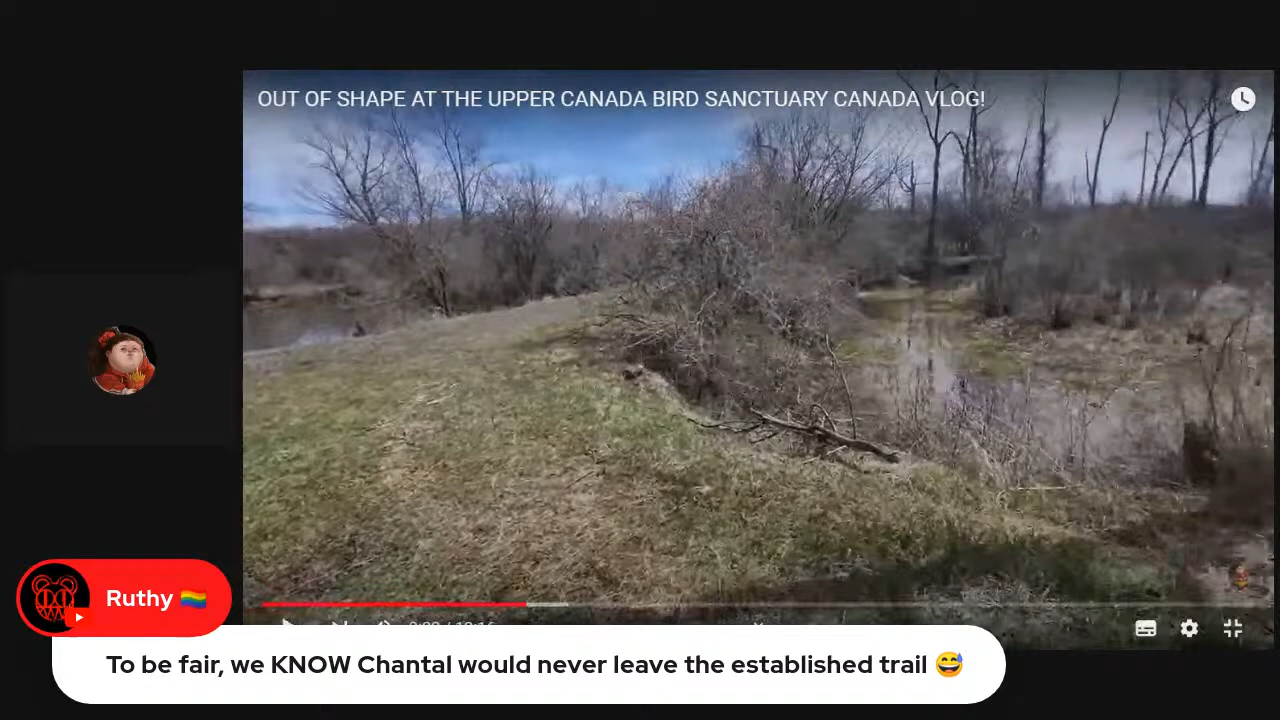 OUT OF SHAPE AT THE UPPER CANADA BIRD SANCTUARY CANADA VLOG!
Ruthy 🏳️‍🌈
To be fair, we KNOW Chantal would never leave the established trail 😅